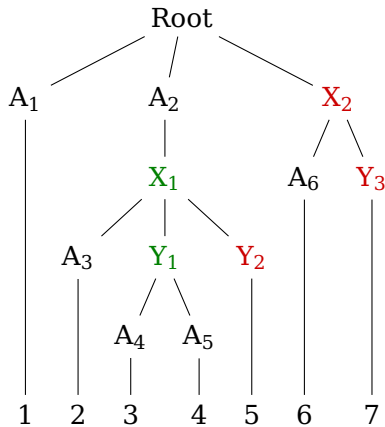 Root
A₁ A₂ X₂
X₁ A₆ Y₃
A₃ Y₁ Y₂
A₄ A₅
1 2 3 4 5 6 7